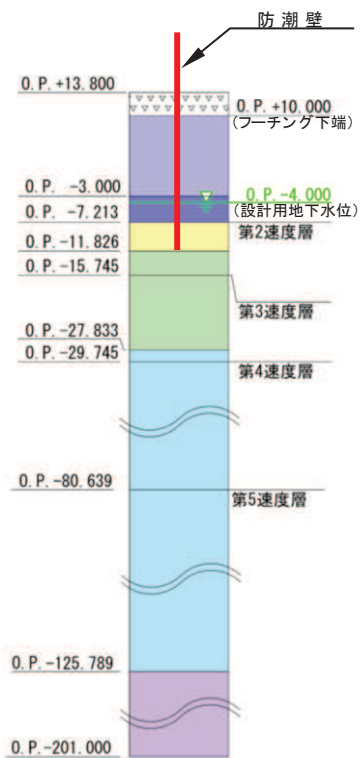 防潮壁
O.P.+13.800
O.P.+10.000
(フーチング下端)
O.P. -3.000
O.P.-4.000
O.P. -7.213
(設計用地下水位)
第2速度層
O.P.-11.826
O.P.-15.745
第3速度層
O.P.-27.833
O.P.-29.745
第4速度層
O.P.-80.639
第5速度層
O.P.-125.789
O.P.-201.000